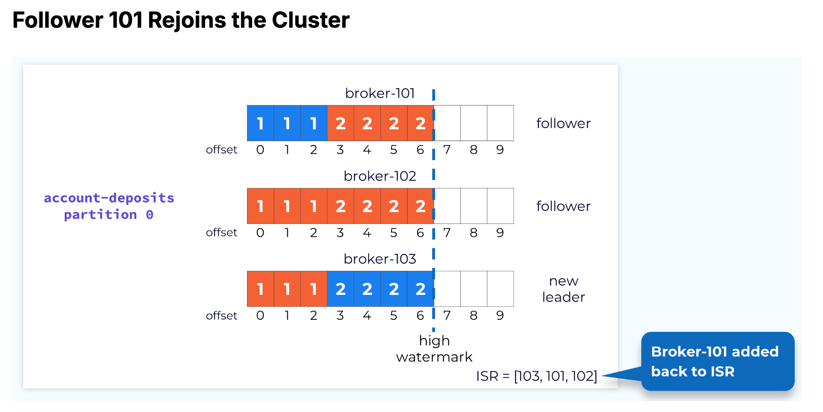 Follower 101 Rejoins the Cluster
broker-101
1 1 1 2 2 2 2
follower
offset 0 1 2 3 4 5 6 7 8 9
broker-102
account-deposits
partition 0
1 1 1 2 2 2 2
follower
offset 0 1 2 3 4 5 6 7 8 9
broker-103
1 1 1 2 2 2 2
new
leader
offset 0 1 2 3 4 5 6 7 8 9
high
watermark
ISR = [103, 101, 102]
Broker-101 added
back to ISR